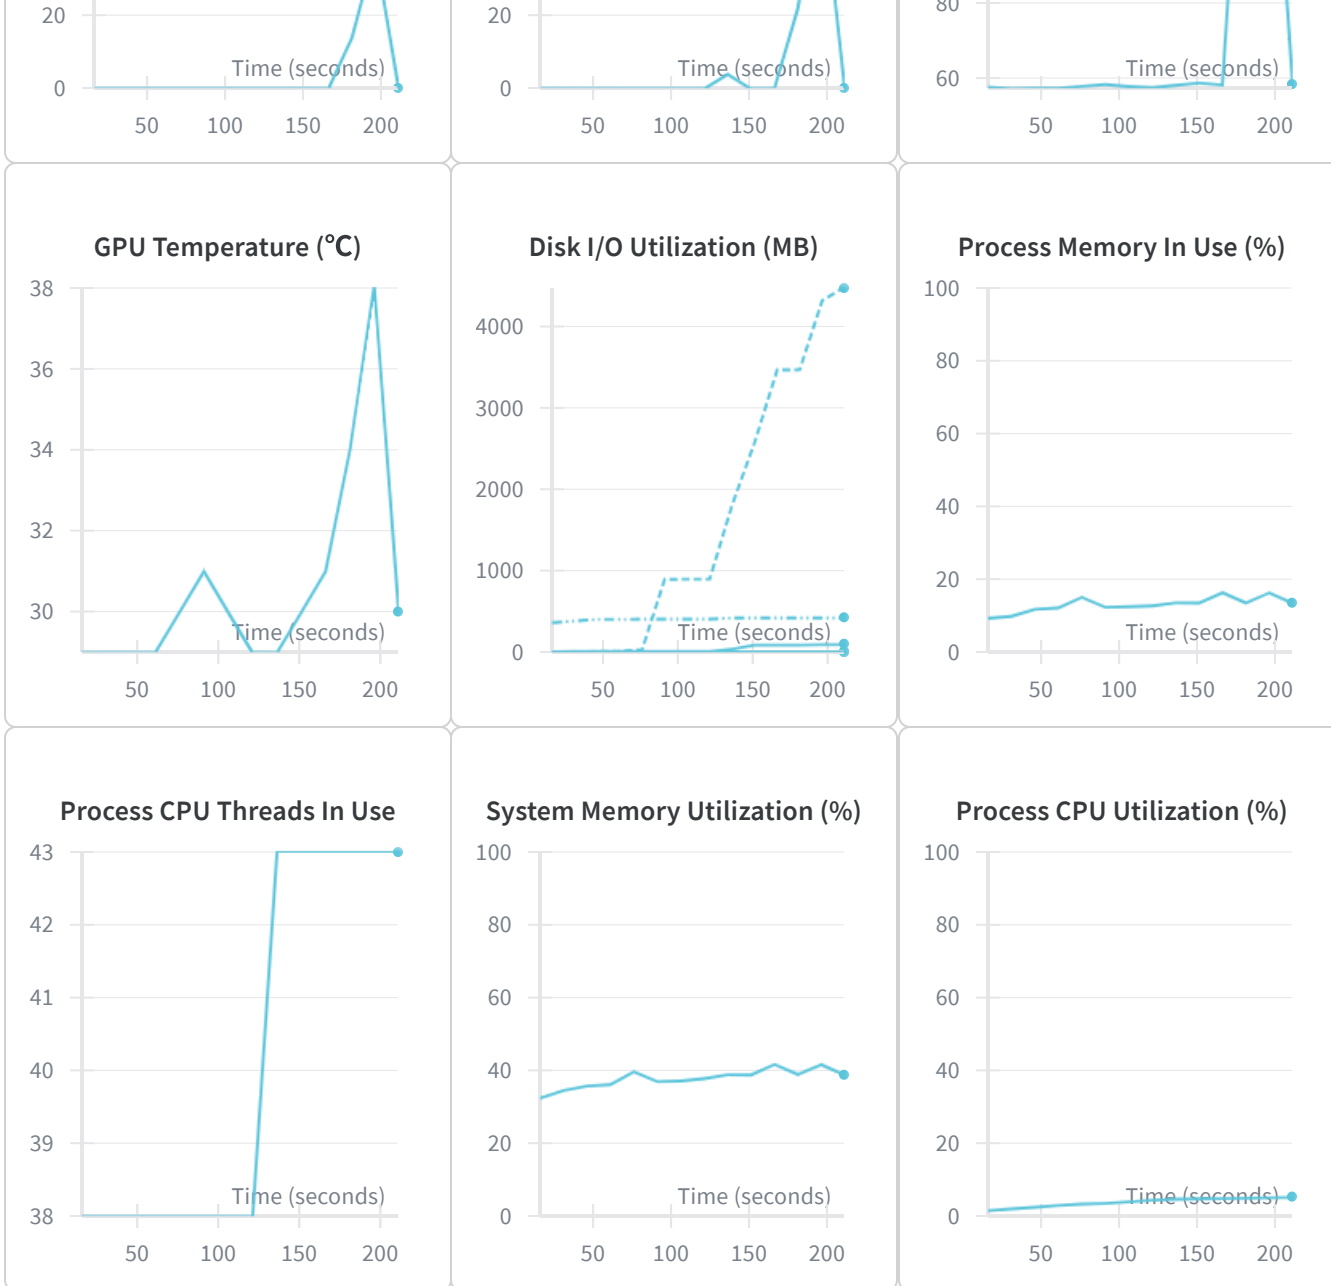 20 20 80
Time (seconds) Time (seconds) Time (seconds)
0 0 60
50 100 150 200 50 100 150 200 50 100 150 200
GPU Temperature (℃)
38
36
34
32
30
Time (seconds)
50 100 150 200
Disk I/O Utilization (MB)
4000
3000
2000
1000
Time (seconds)
0
50 100 150 200
Process Memory In Use (%)
100
80
60
40
20
Time (seconds)
0
50 100 150 200
Process CPU Threads In Use
43
42
41
40
39
Time (seconds)
38
50 100 150 200
System Memory Utilization (%)
100
80
60
40
20
Time (seconds)
0
50 100 150 200
Process CPU Utilization (%)
100
80
60
40
20
Time (seconds)
0
50 100 150 200